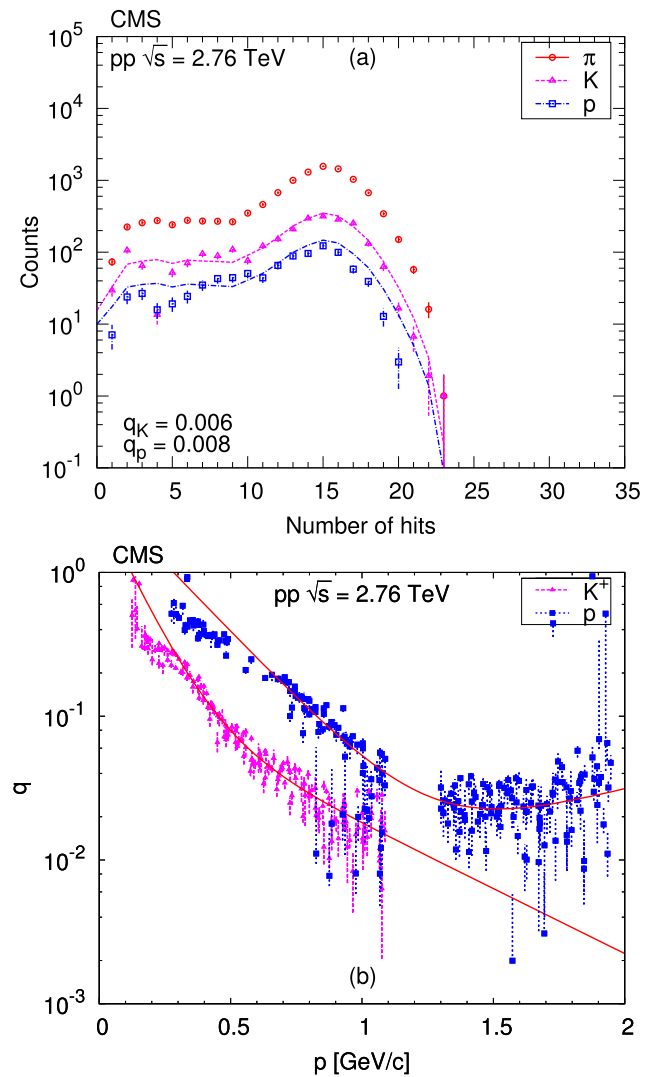 CMS
pp √s = 2.76 TeV
(a)
π
K
p
10^5
10^4
10^3
10^2
10^1
10^0
10^-1
Counts
q_K = 0.006
q_p = 0.008
0 5 10 15 20 25 30 35
Number of hits
CMS
pp √s = 2.76 TeV
K^+
p
10^0
10^-1
10^-2
10^-3
q
(b)
0 0.5 1 1.5 2
p [GeV/c]